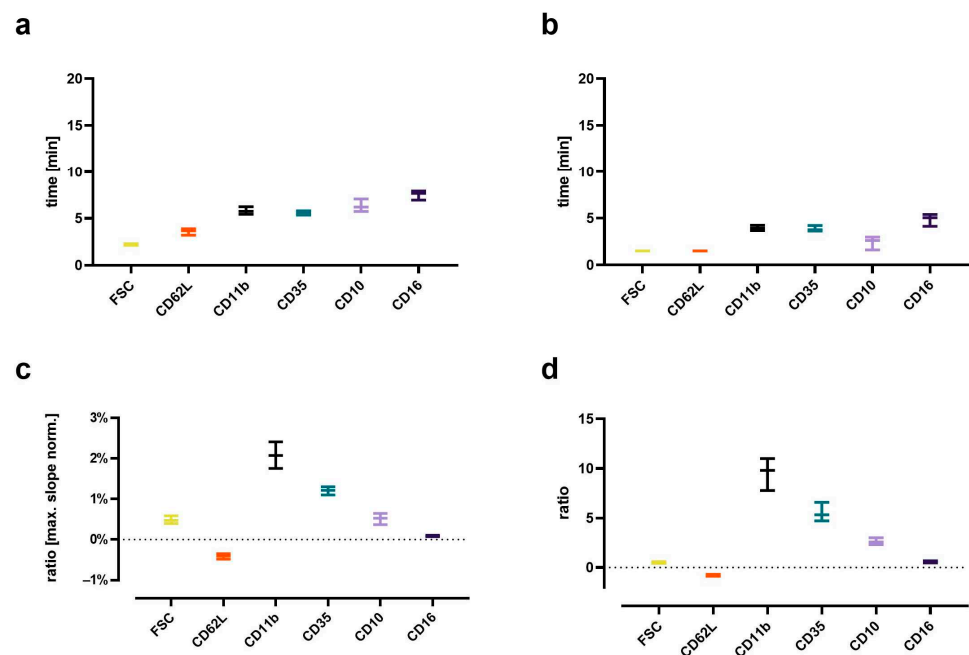 a
time [min]
20
15
10
5
0
FSC
CD62L
CD11b
CD35
CD10
CD16
b
time [min]
20
15
10
5
0
FSC
CD62L
CD11b
CD35
CD10
CD16
c
ratio [max. slope norm.]
3%
2%
1%
0%
−1%
FSC
CD62L
CD11b
CD35
CD10
CD16
d
ratio
15
10
5
0
FSC
CD62L
CD11b
CD35
CD10
CD16